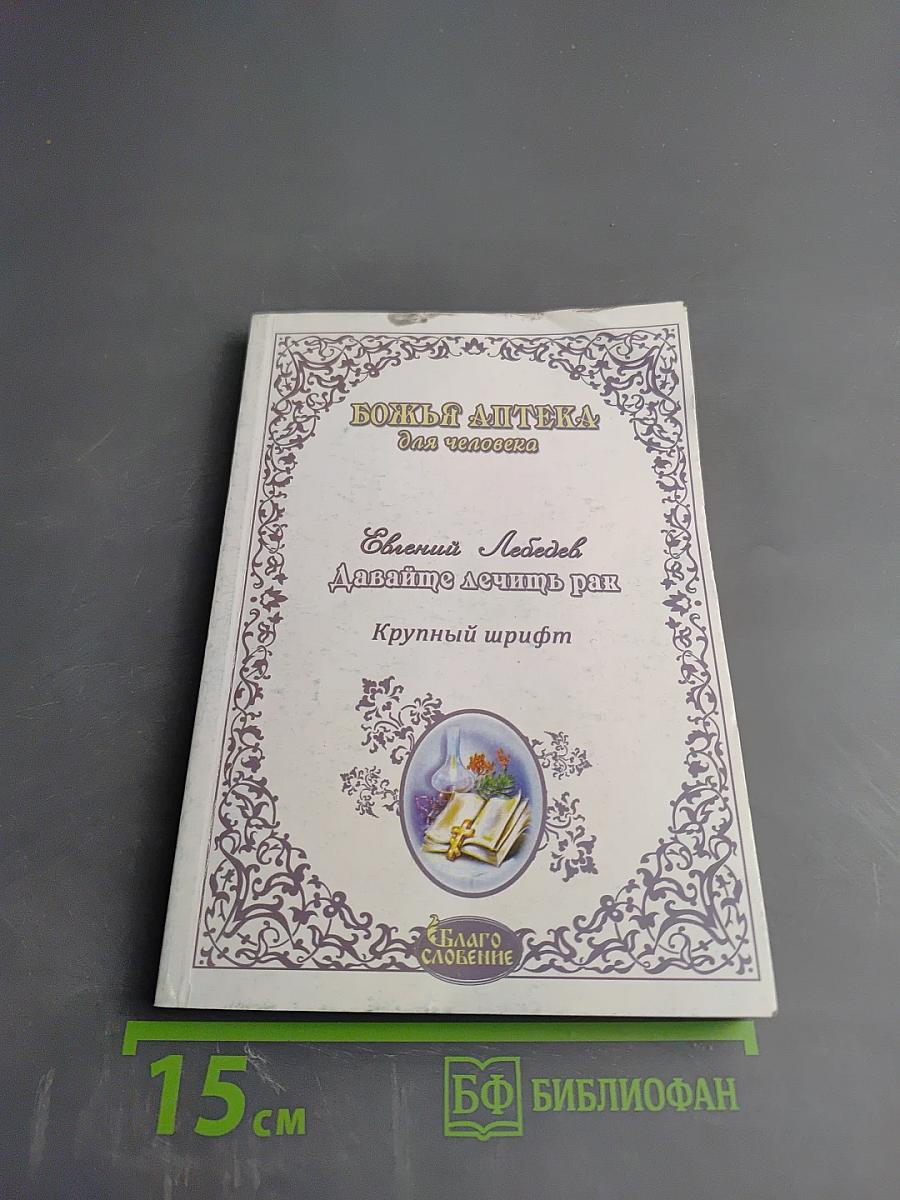 БОЖЬЯ АПТЕКА
для человека
Евгений Лебедев
Давайте лечить рак
Крупный шрифт
Благо
словение
15 см
БФ БИБЛИОФАН